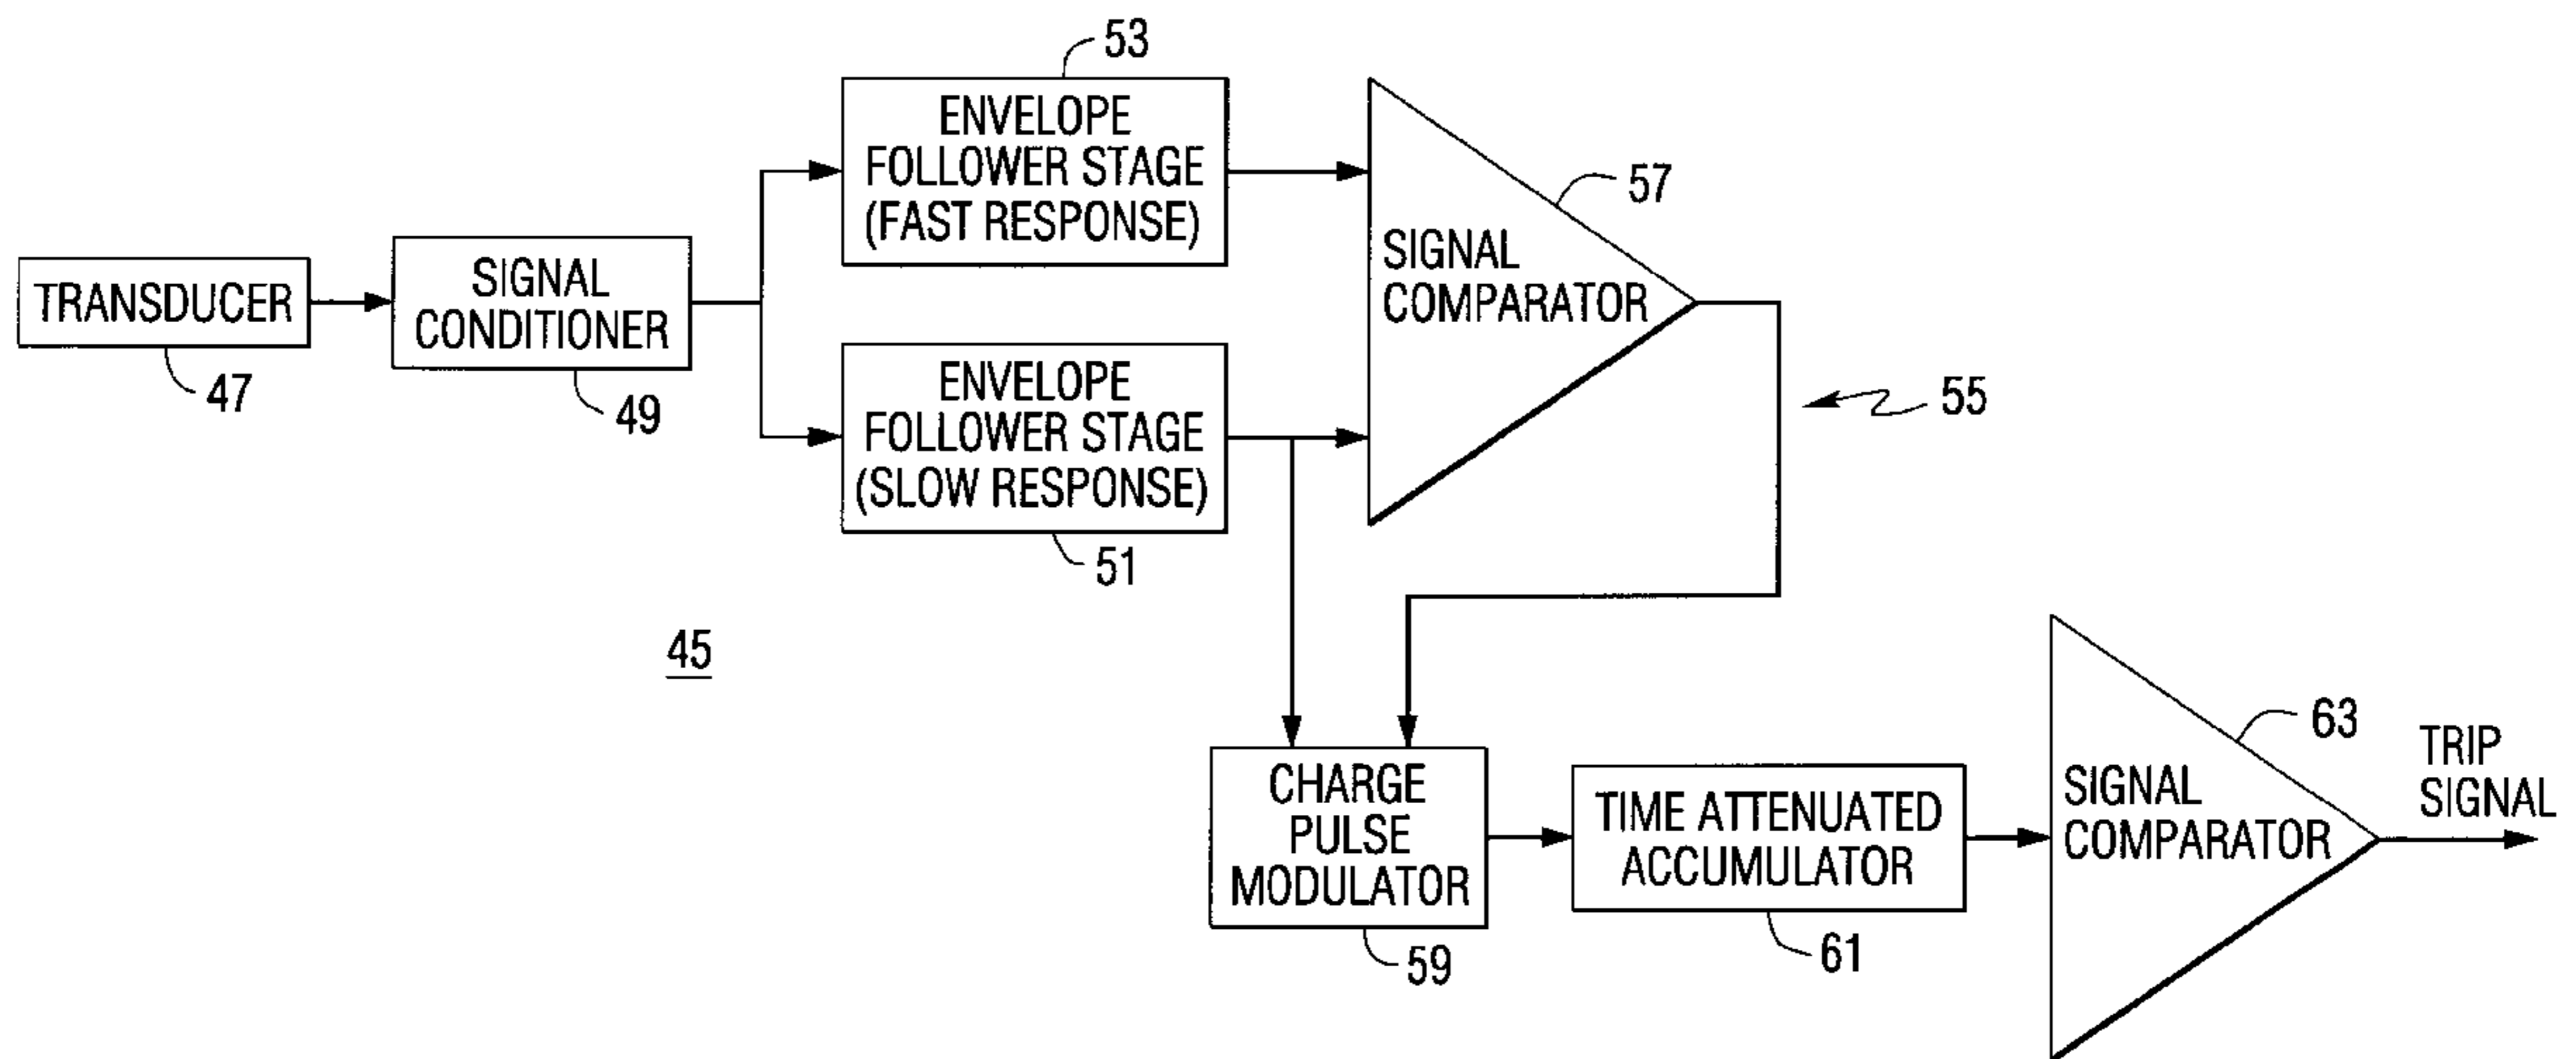 53
ENVELOPE
FOLLOWER STAGE
(FAST RESPONSE)
57
SIGNAL
COMPARATOR
TRANSDUCER
47
SIGNAL
CONDITIONER
49
ENVELOPE
FOLLOWER STAGE
(SLOW RESPONSE)
51
55
45
CHARGE
PULSE
MODULATOR
59
TIME ATTENUATED
ACCUMULATOR
61
SIGNAL
COMPARATOR
63
TRIP
SIGNAL